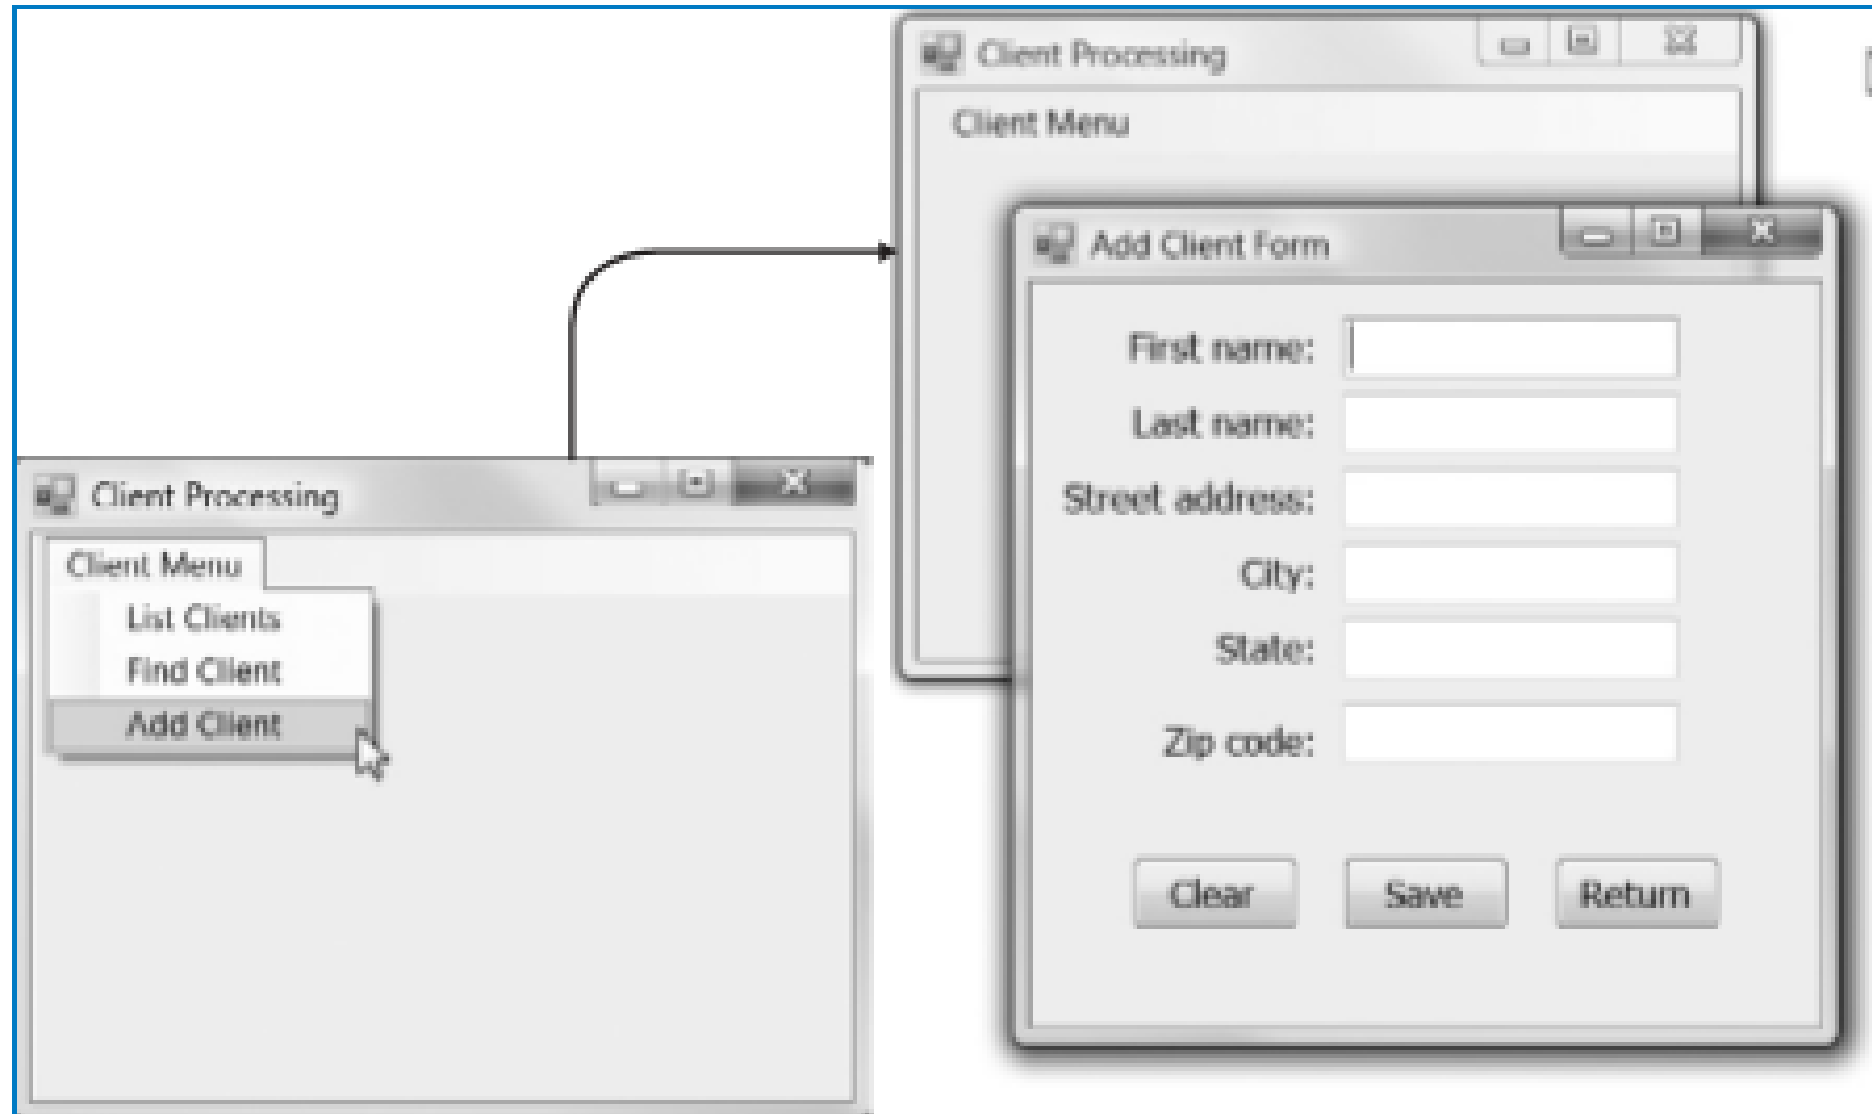 Client Processing
Client Menu
List Clients
Find Client
Add Client
Client Processing
Client Menu
Add Client Form
First name:
Last name:
Street address:
City:
State:
Zip code:
Clear Save Return